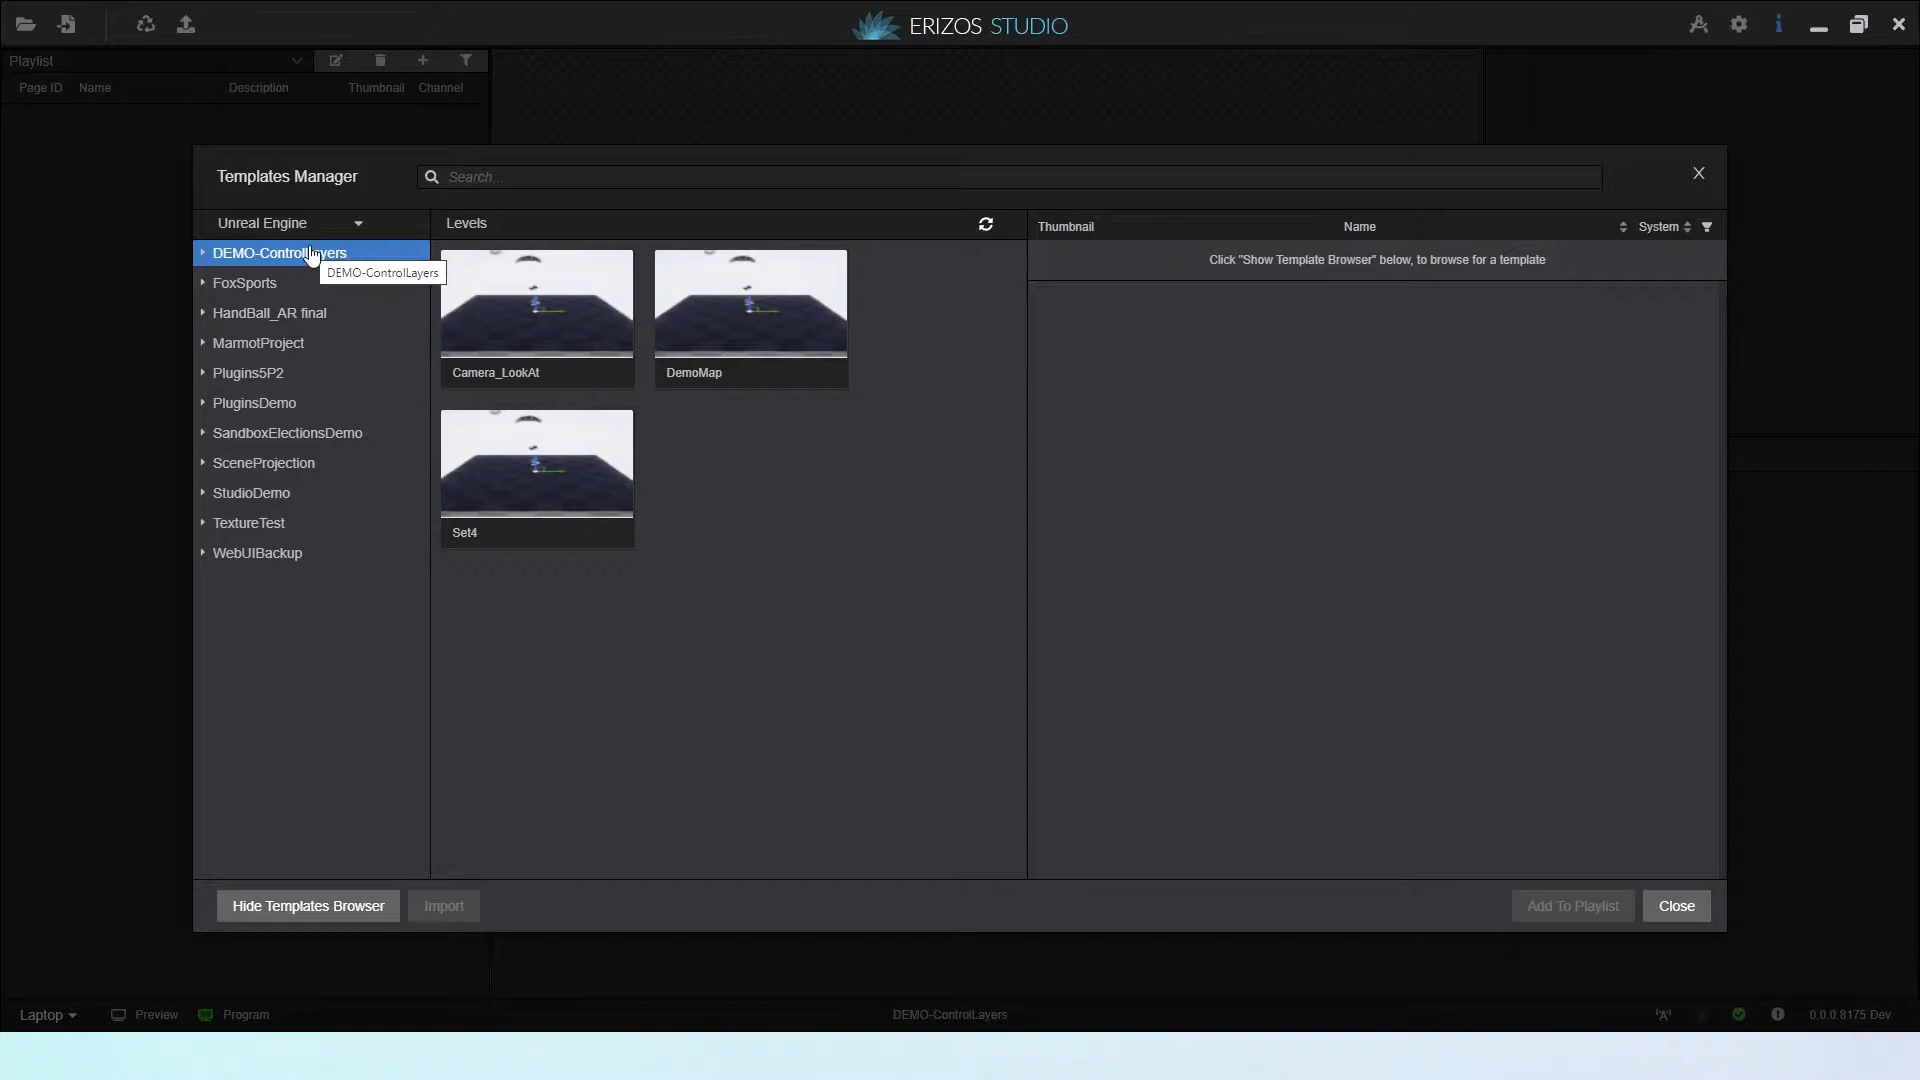 ERIZOS STUDIO
Playlist
Page ID Name Description Thumbnail Channel
Templates Manager
Search...
Unreal Engine
Levels
Thumbnail Name System
DEMO-ControlLayers
DEMO-ControlLayers
Click "Show Template Browser" below, to browse for a template
FoxSports
HandBall_AR final
MarmotProject
Plugins5P2
PluginsDemo
SandboxElectionsDemo
SceneProjection
StudioDemo
TextureTest
WebUIBackup
Camera_LookAt
DemoMap
Set4
Hide Templates Browser
Import
Add To Playlist
Close
Laptop
Preview
Program
DEMO-ControlLayers
0.0.0.8175 Dev